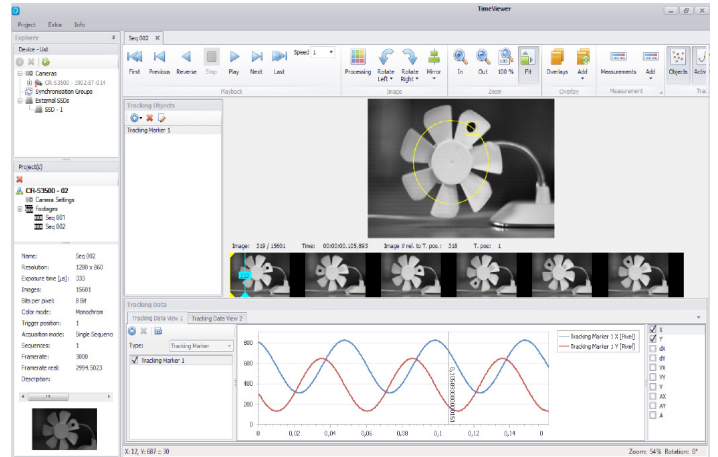 TimeViewer
Project Extra Info
Explorer
Seq 002
Device - List
Cameras
CR-S3500 - 1902-ST-014
Synchronisation Groups
External SSDs
SSD - 1
First Previous Reverse Stop Play Next Last
Speed 1
Playback
Processing Rotate Left Rotate Right Mirror
Image
In Out 100 % Fit
Zoom
Overlays Add
Overlay
Measurements Add
Measurement
Objects Activ
Trac
Tracking Objects
Tracking Marker 1
Project(s)
CR-S3500 - 02
Camera Settings
Footages
Seq 001
Seq 002
Image: 319 / 15601 Time: 00:00:00.105,893 Image # rel. to T. pos.: 318 T. pos: 1
Name: Seq 002
Resolution: 1280 x 860
Exposure time [µs]: 333
Images: 15601
Bits per pixel: 8 Bit
Color mode: Monochrom
Trigger position: 1
Acquisition mode: Single Sequenc
Sequences: 1
Framerate: 3000
Framerate real: 2999.5023
Description:
Tracking Data
Tracking Data View 1 Tracking Data View 2
Type: Tracking Marker
Tracking Marker 1
800
600
400
200
0
0 0,02 0,04 0,06 0,08 0,1 0,12 0,14 0
Tracking Marker 1 X [Pixel]
Tracking Marker 1 Y [Pixel]
X
Y
dX
dY
VX
VY
V
AX
AY
A
X: 12, Y: 687 = 30
Zoom: 54% Rotation: 0°